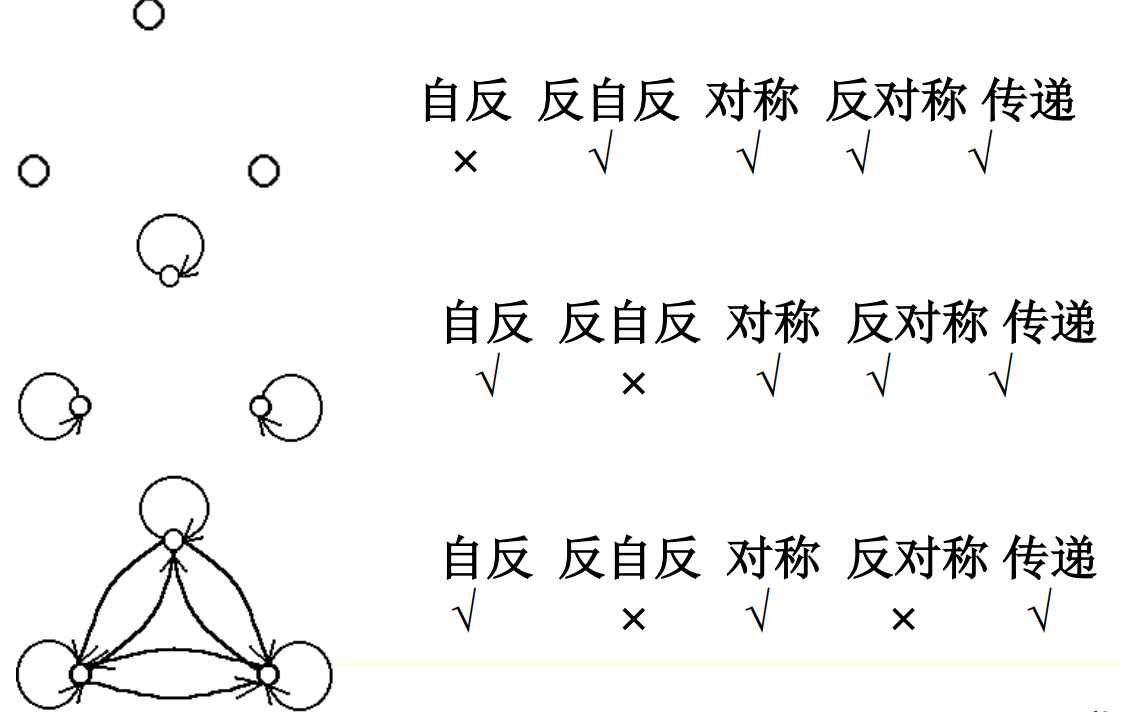 自反 反自反 对称 反对称 传递
× √ √ √ √
自反 反自反 对称 反对称 传递
√ × √ √ √
自反 反自反 对称 反对称 传递
√ × √ × √